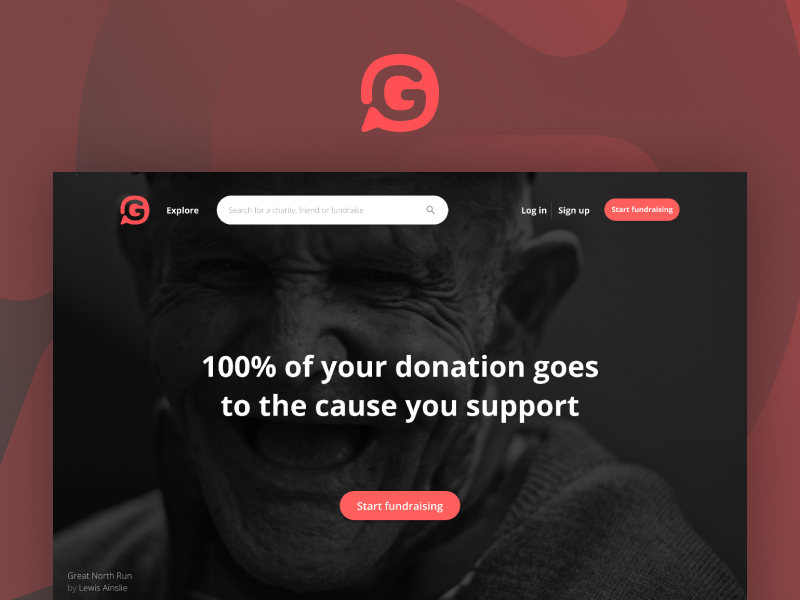 G
G
Explore
Search for a charity, friend or fundraise
Log in
Sign up
Start fundraising
100% of your donation goes
to the cause you support
Start fundraising
Great North Run
by Lewis Ainslie